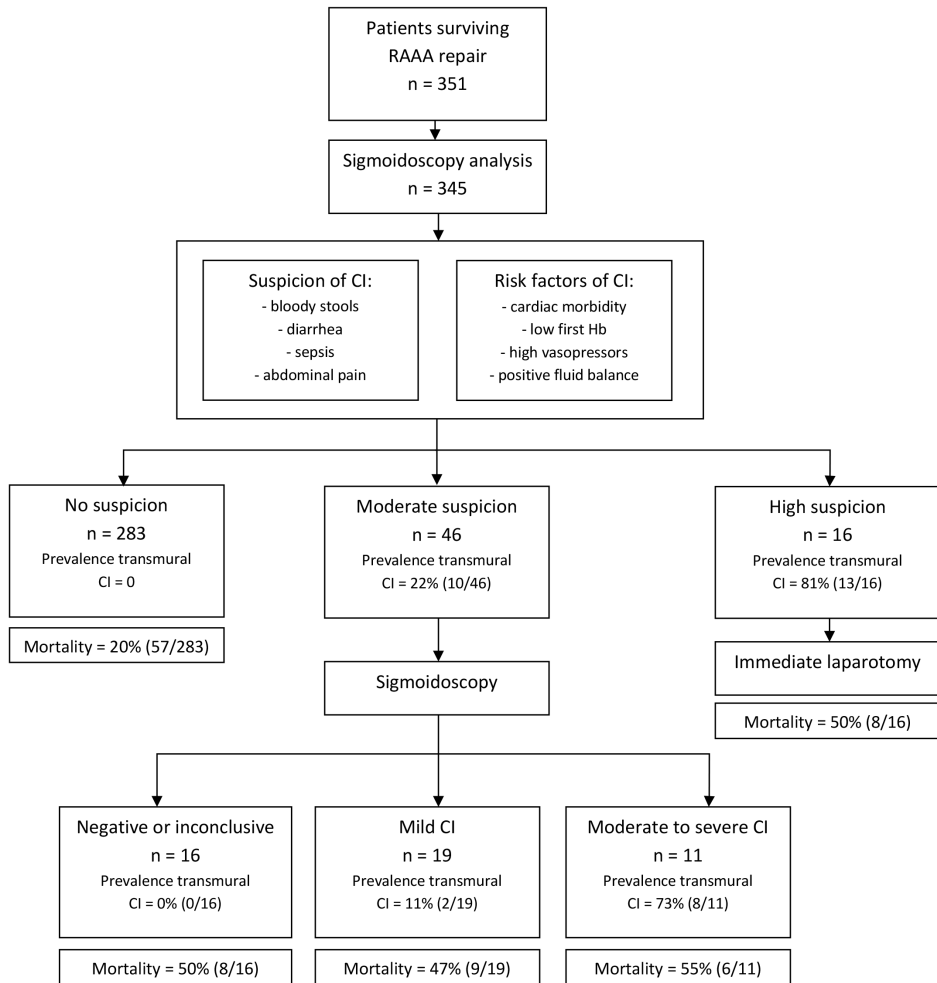 Patients surviving
RAAA repair
n = 351
Sigmoidoscopy analysis
n = 345
Suspicion of CI:
- bloody stools
- diarrhea
- sepsis
- abdominal pain
Risk factors of CI:
- cardiac morbidity
- low first Hb
- high vasopressors
- positive fluid balance
No suspicion
n = 283
Prevalence transmural
CI = 0
Mortality = 20% (57/283)
Moderate suspicion
n = 46
Prevalence transmural
CI = 22% (10/46)
High suspicion
n = 16
Prevalence transmural
CI = 81% (13/16)
Immediate laparotomy
Mortality = 50% (8/16)
Sigmoidoscopy
Negative or inconclusive
n = 16
Prevalence transmural
CI = 0% (0/16)
Mortality = 50% (8/16)
Mild CI
n = 19
Prevalence transmural
CI = 11% (2/19)
Mortality = 47% (9/19)
Moderate to severe CI
n = 11
Prevalence transmural
CI = 73% (8/11)
Mortality = 55% (6/11)